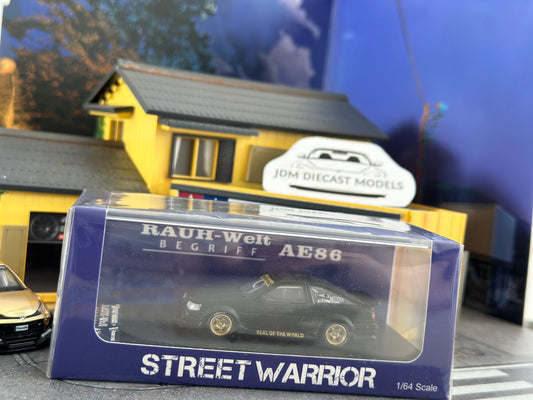 JDM DIECAST MODELS
RAUH-Welt
BEGRIFF AE86
REAL OF THE WORLD
STREET WARRIOR
1/64 Scale